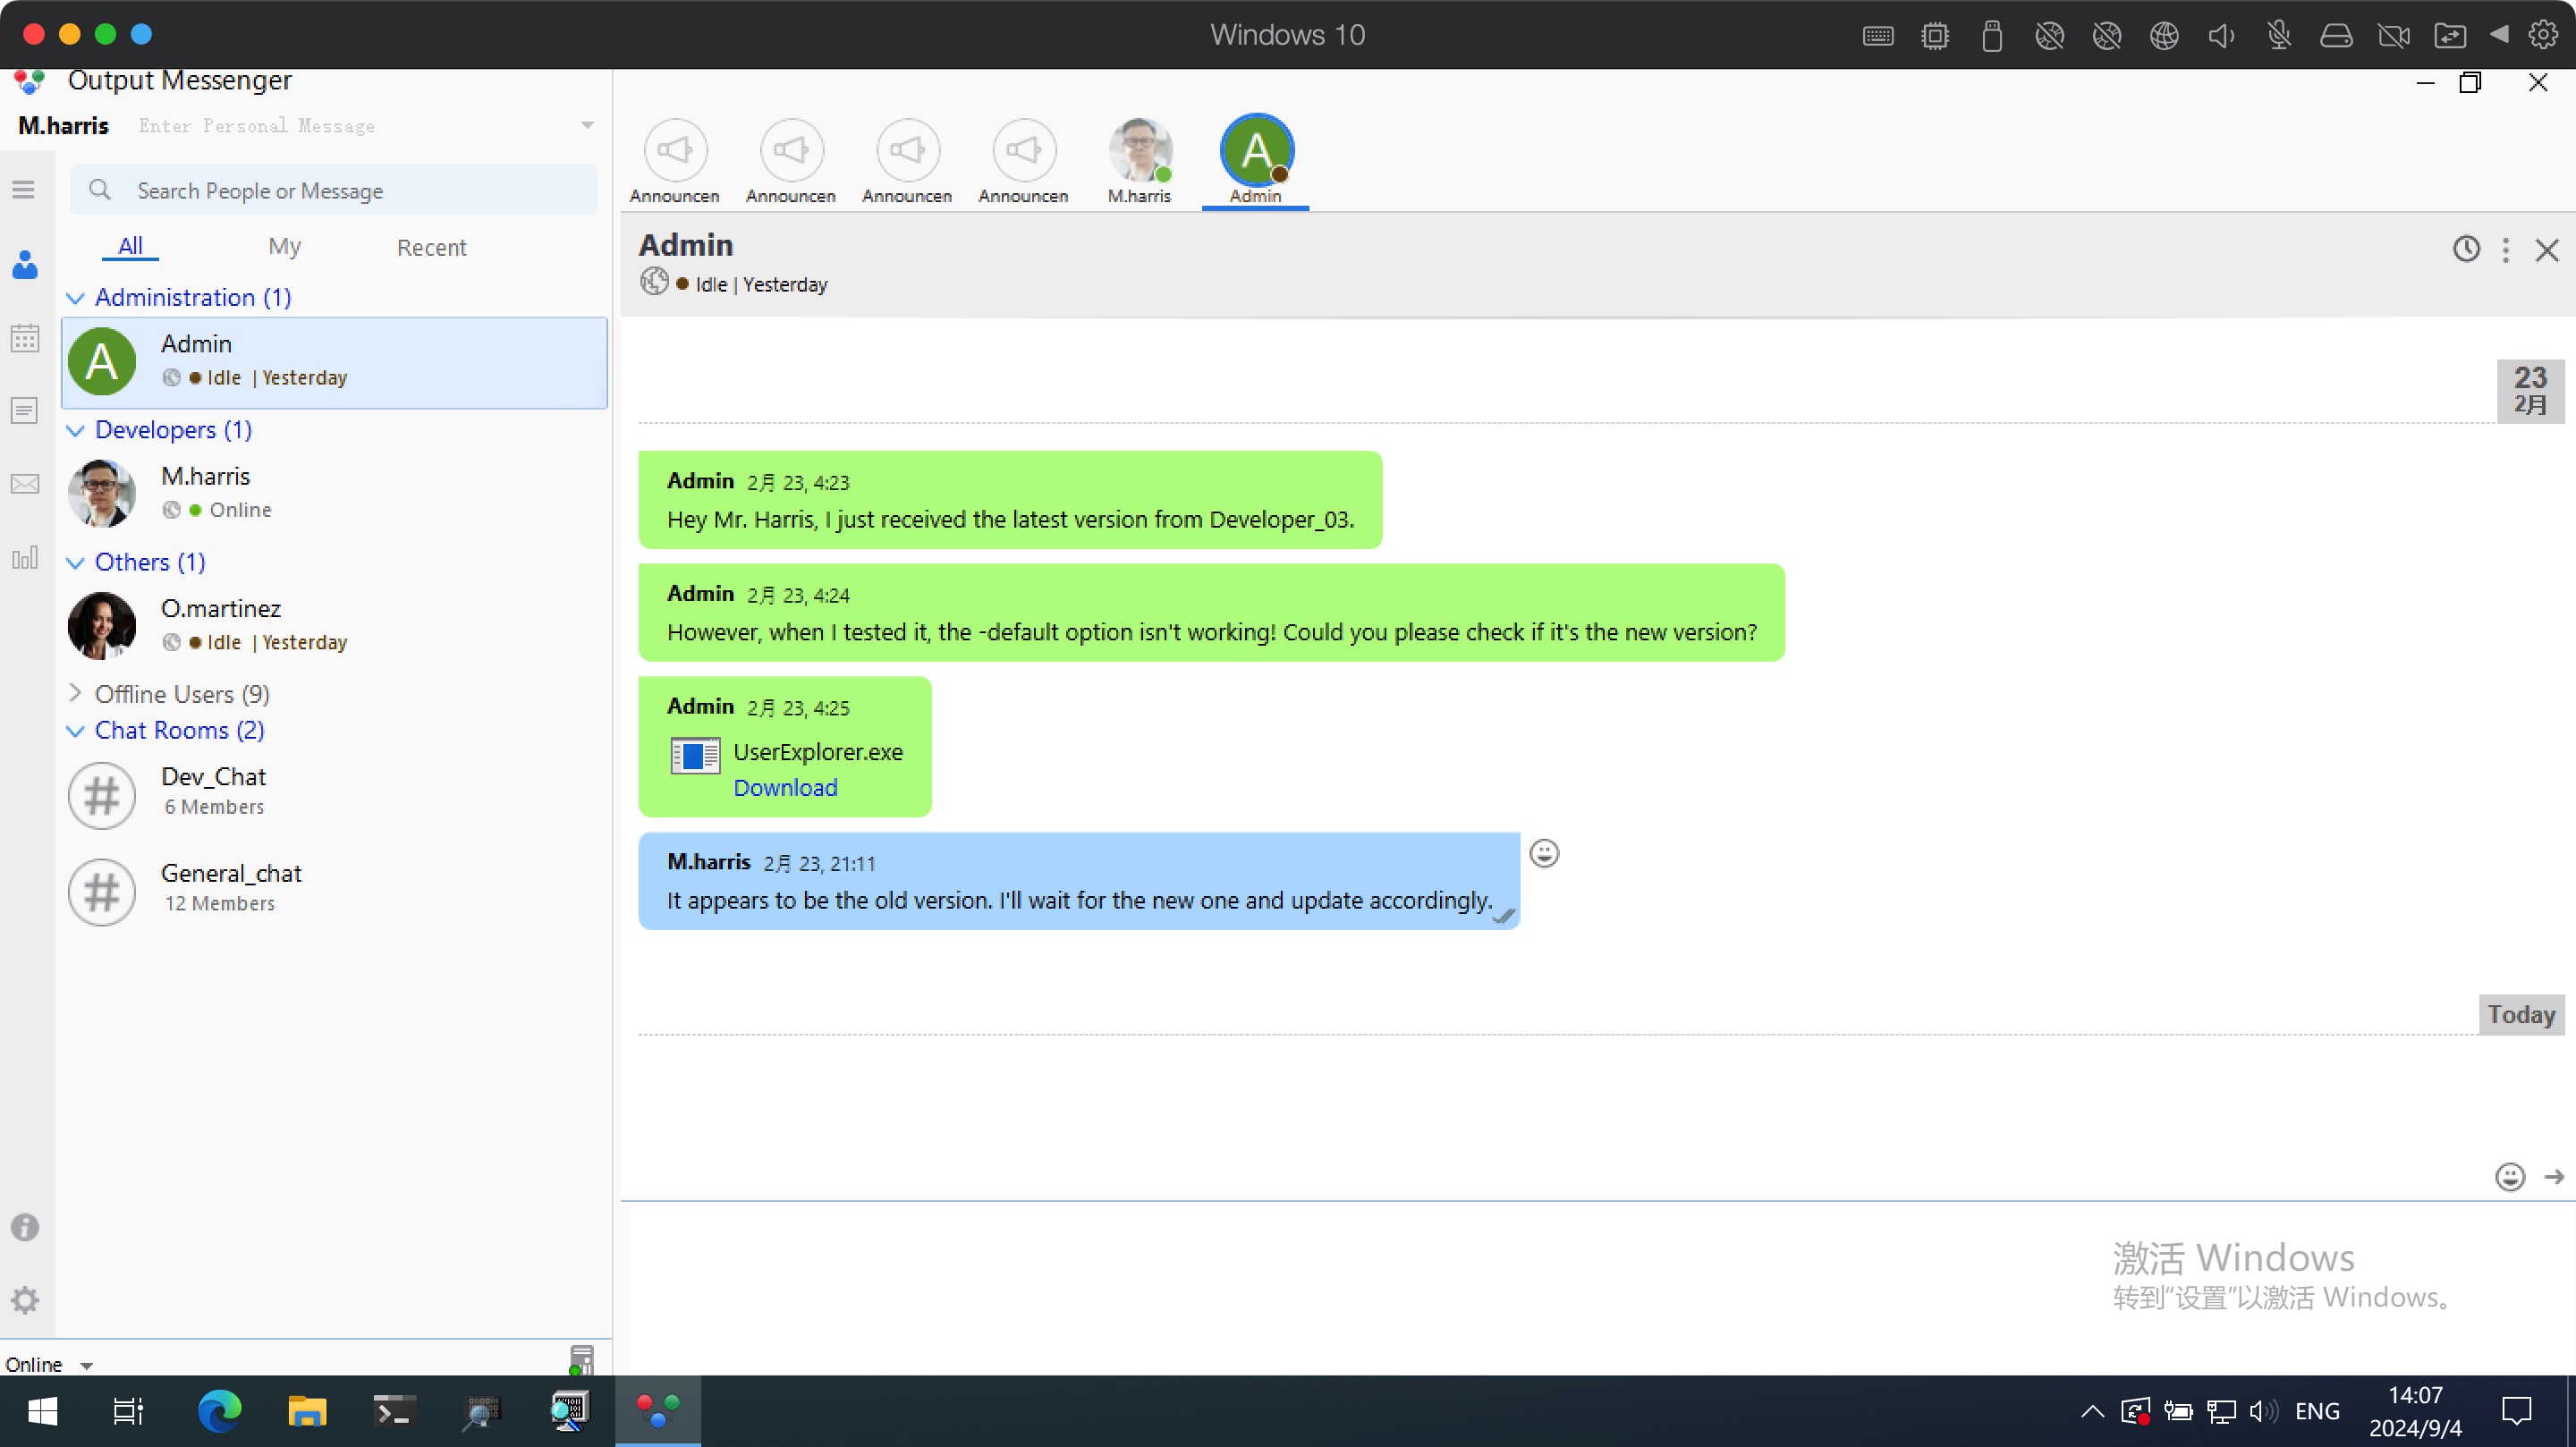 Windows 10
Output Messenger
M.harris Enter Personal Message
Search People or Message
All My Recent
Administration (1)
Admin
Idle | Yesterday
Developers (1)
M.harris
Online
Others (1)
O.martinez
Idle | Yesterday
Offline Users (9)
Chat Rooms (2)
Dev_Chat
6 Members
General_chat
12 Members
Online
Announcen Announcen Announcen Announcen M.harris Admin
A
Admin
Idle | Yesterday
23
2月
Admin 2月 23, 4:23
Hey Mr. Harris, I just received the latest version from Developer_03.
Admin 2月 23, 4:24
However, when I tested it, the -default option isn't working! Could you please check if it's the new version?
Admin 2月 23, 4:25
UserExplorer.exe
Download
M.harris 2月 23, 21:11
It appears to be the old version. I'll wait for the new one and update accordingly.
Today
激活 Windows
转到“设置”以激活 Windows。
ENG
14:07
2024/9/4